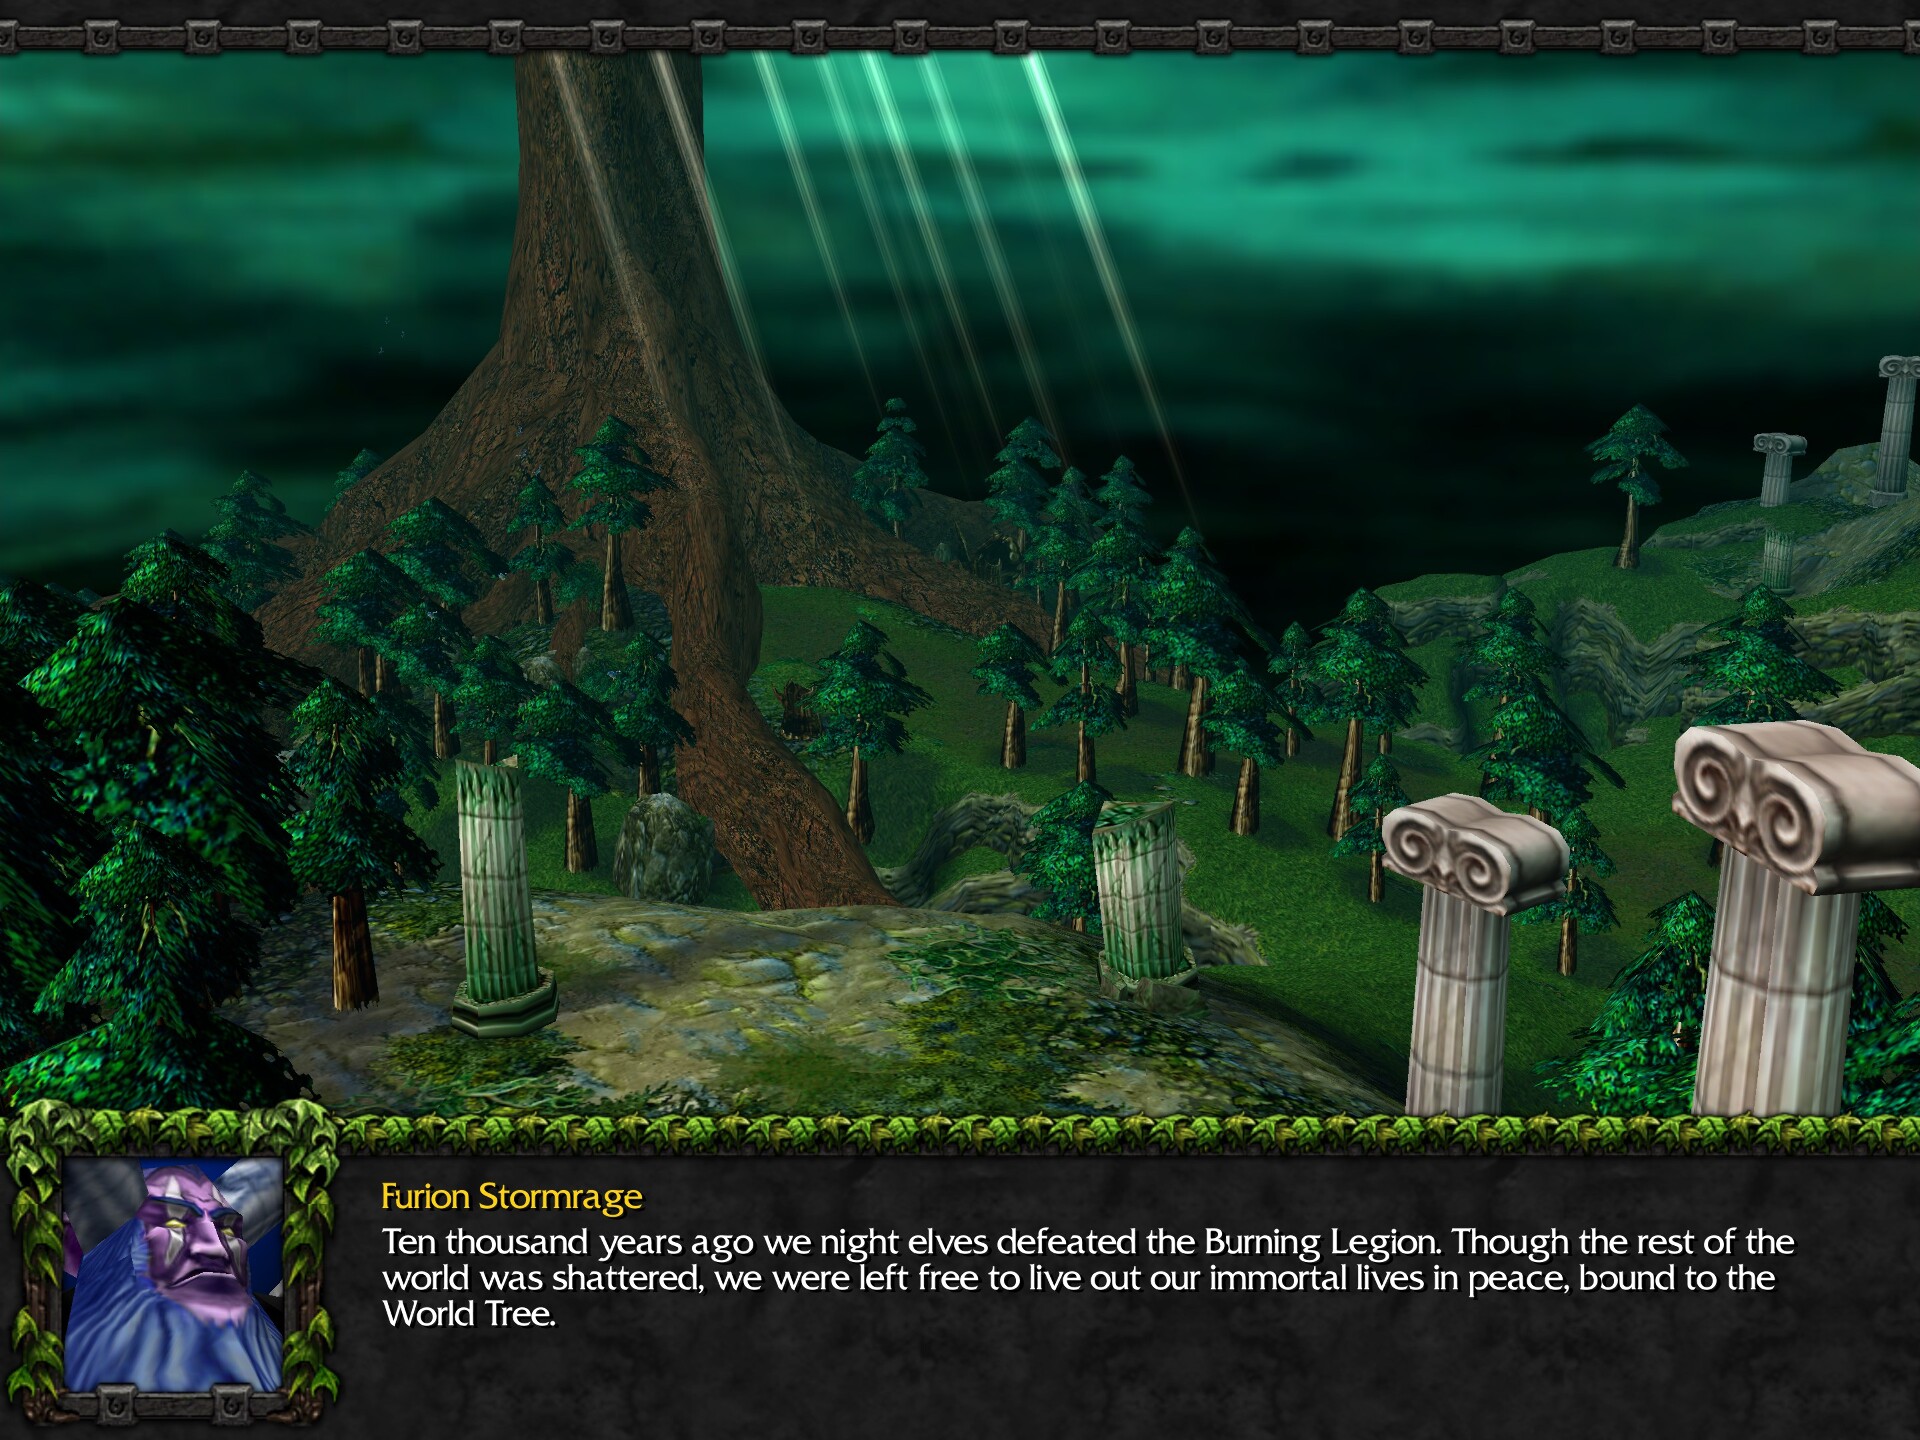 Furion Stormrage
Ten thousand years ago we night elves defeated the Burning Legion. Though the rest of the
world was shattered, we were left free to live out our immortal lives in peace, bound to the
World Tree.